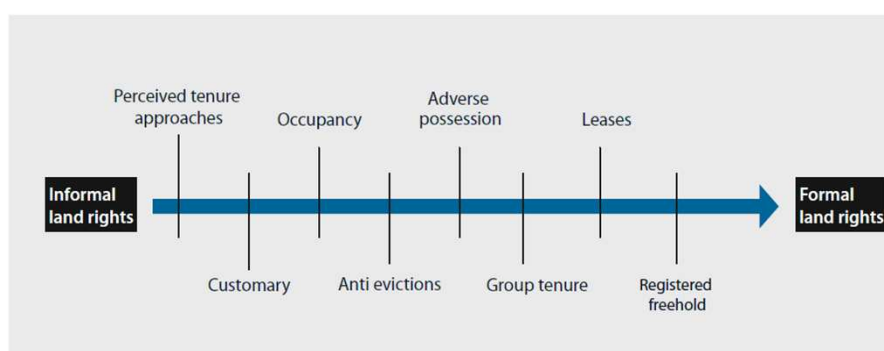 Perceived tenure
approaches
Occupancy
Adverse
possession
Leases
Informal
land rights
Formal
land rights
Customary
Anti evictions
Group tenure
Registered
freehold